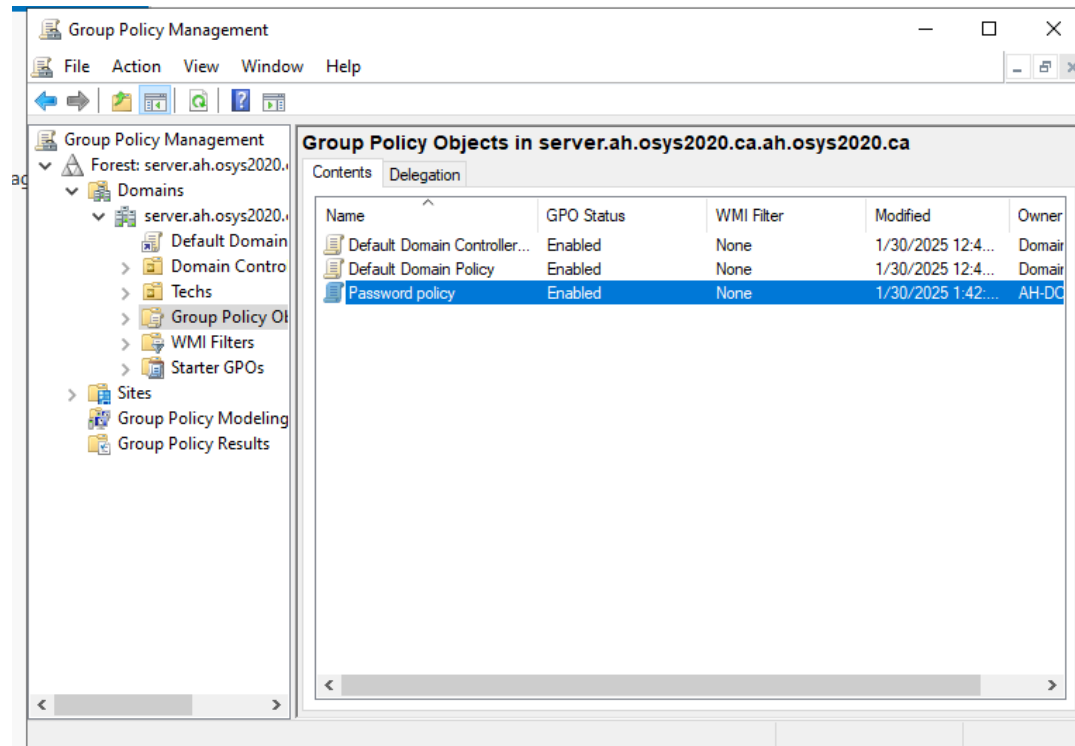 Group Policy Management
File Action View Window Help
Group Policy Management
Forest: server.ah.osys2020.
Domains
server.ah.osys2020.
Default Domain
Domain Contro
Techs
Group Policy Ob
WMI Filters
Starter GPOs
Sites
Group Policy Modeling
Group Policy Results
Group Policy Objects in server.ah.osys2020.ca.ah.osys2020.ca
Contents Delegation
Name GPO Status WMI Filter Modified Owner
Default Domain Controller... Enabled None 1/30/2025 12:4... Domair
Default Domain Policy Enabled None 1/30/2025 12:4... Domair
Password policy Enabled None 1/30/2025 1:42:... AH-DC